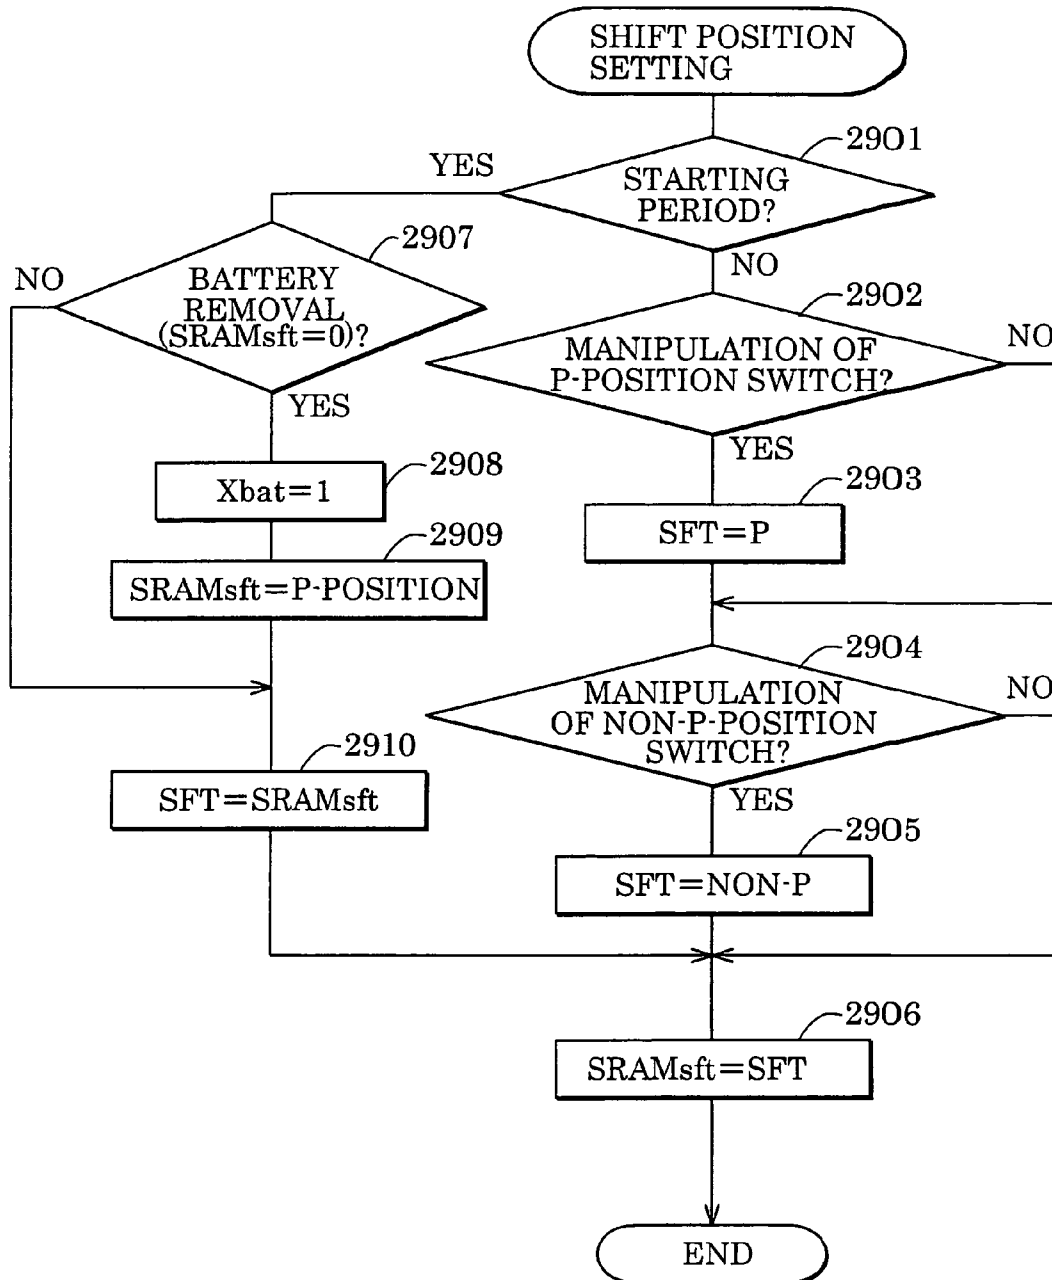 SHIFT POSITION
SETTING
2901
YES
STARTING
PERIOD?
NO
2907
NO
BATTERY
REMOVAL
(SRAMsft=0)?
YES
2902
NO
MANIPULATION OF
P-POSITION SWITCH?
YES
2908
Xbat=1
2903
SFT=P
2909
SRAMsft=P-POSITION
2904
NO
MANIPULATION
OF NON-P-POSITION
SWITCH?
YES
2910
SFT=SRAMsft
2905
SFT=NON-P
2906
SRAMsft=SFT
END